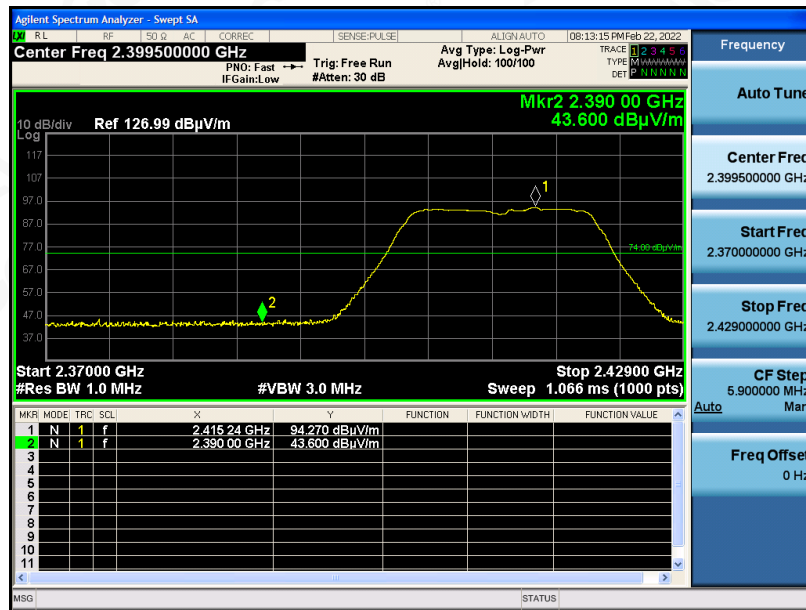 Agilent Spectrum Analyzer - Swept SA
LXI RL RF 50 Ω AC CORREC SENSE:PULSE ALIGN AUTO 08:13:15 PM Feb 22, 2022
Center Freq 2.399500000 GHz
PNO: Fast
IFGain:Low
Trig: Free Run
#Atten: 30 dB
Avg Type: Log-Pwr
Avg|Hold: 100/100
TRACE 1 2 3 4 5 6
TYPE M WWWWW
DET P N N N N N
Mkr2 2.390 00 GHz
43.600 dBµV/m
10 dB/div Ref 126.99 dBµV/m
Log
117
107
97.0
87.0
77.0
67.0
57.0
47.0
37.0
1
74.00 dBµV/m
2
Start 2.37000 GHz Stop 2.42900 GHz
#Res BW 1.0 MHz #VBW 3.0 MHz Sweep 1.066 ms (1000 pts)
MKR MODE TRC SCL X Y FUNCTION FUNCTION WIDTH FUNCTION VALUE
1 N 1 f 2.415 24 GHz 94.270 dBµV/m
2 N 1 f 2.390 00 GHz 43.600 dBµV/m
3
4
5
6
7
8
9
10
11
MSG STATUS
Frequency
Auto Tune
Center Freq
2.399500000 GHz
Start Freq
2.370000000 GHz
Stop Freq
2.429000000 GHz
CF Step
5.900000 MHz
Auto Man
Freq Offset
0 Hz